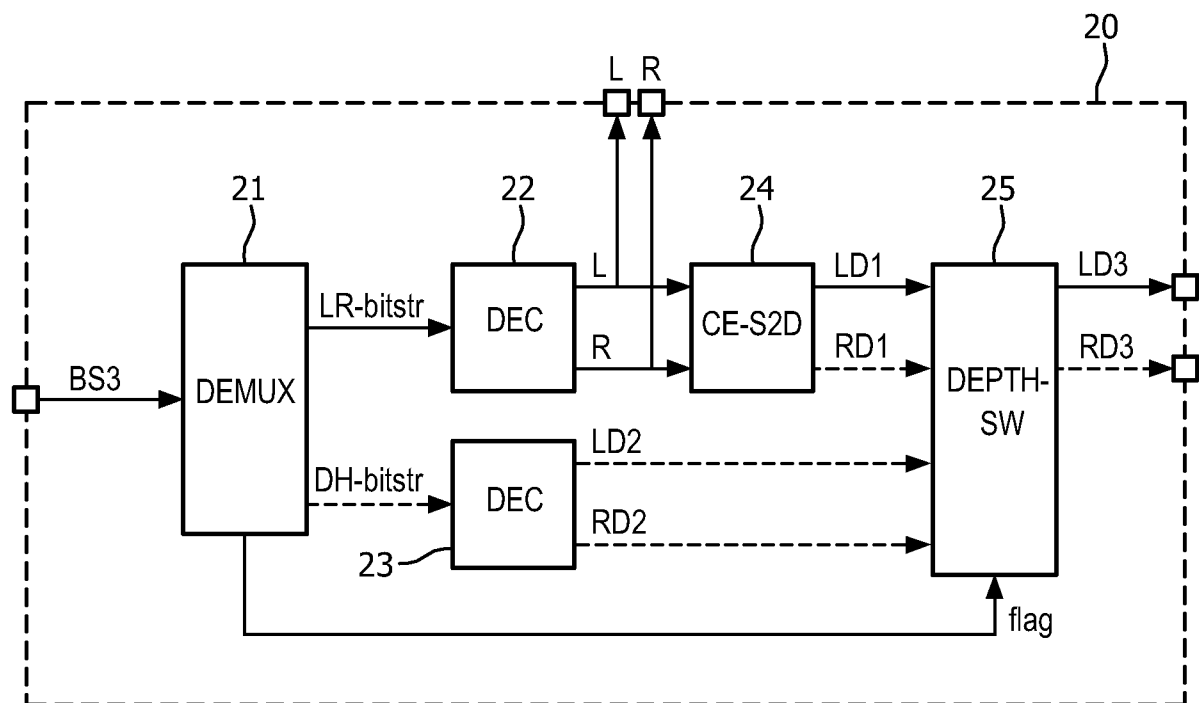 20
L R
21
22
24
25
L
LD1
LD3
LR-bitstr
DEC
CE-S2D
R
RD1
RD3
BS3
DEMUX
DEPTH-
SW
LD2
DH-bitstr
DEC
RD2
23
flag